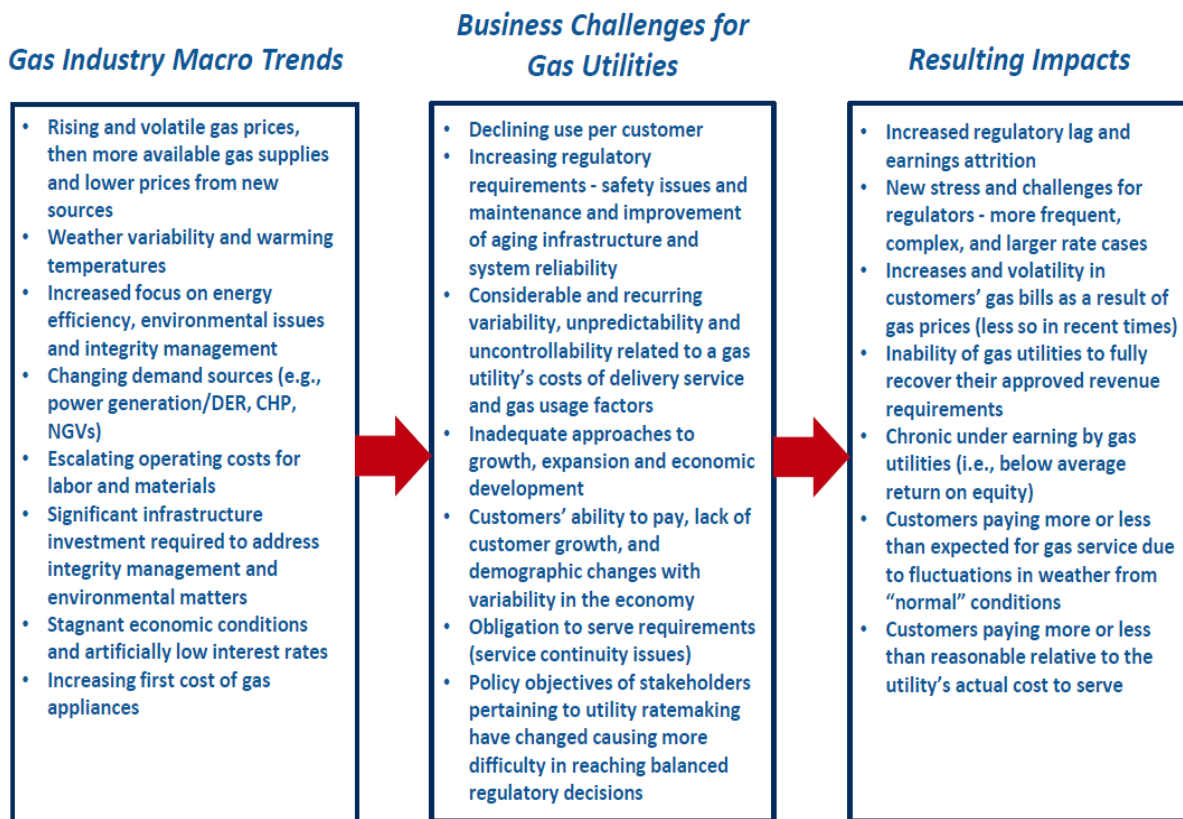 Gas Industry Macro Trends
• Rising and volatile gas prices,
then more available gas supplies
and lower prices from new
sources
• Weather variability and warming
temperatures
• Increased focus on energy
efficiency, environmental issues
and integrity management
• Changing demand sources (e.g.,
power generation/DER, CHP,
NGVs)
• Escalating operating costs for
labor and materials
• Significant infrastructure
investment required to address
integrity management and
environmental matters
• Stagnant economic conditions
and artificially low interest rates
• Increasing first cost of gas
appliances
Business Challenges for
Gas Utilities
• Declining use per customer
• Increasing regulatory
requirements - safety issues and
maintenance and improvement
of aging infrastructure and
system reliability
• Considerable and recurring
variability, unpredictability and
uncontrollability related to a gas
utility’s costs of delivery service
and gas usage factors
• Inadequate approaches to
growth, expansion and economic
development
• Customers’ ability to pay, lack of
customer growth, and
demographic changes with
variability in the economy
• Obligation to serve requirements
(service continuity issues)
• Policy objectives of stakeholders
pertaining to utility ratemaking
have changed causing more
difficulty in reaching balanced
regulatory decisions
Resulting Impacts
• Increased regulatory lag and
earnings attrition
• New stress and challenges for
regulators - more frequent,
complex, and larger rate cases
• Increases and volatility in
customers’ gas bills as a result of
gas prices (less so in recent times)
• Inability of gas utilities to fully
recover their approved revenue
requirements
• Chronic under earning by gas
utilities (i.e., below average
return on equity)
• Customers paying more or less
than expected for gas service due
to fluctuations in weather from
“normal” conditions
• Customers paying more or less
than reasonable relative to the
utility’s actual cost to serve